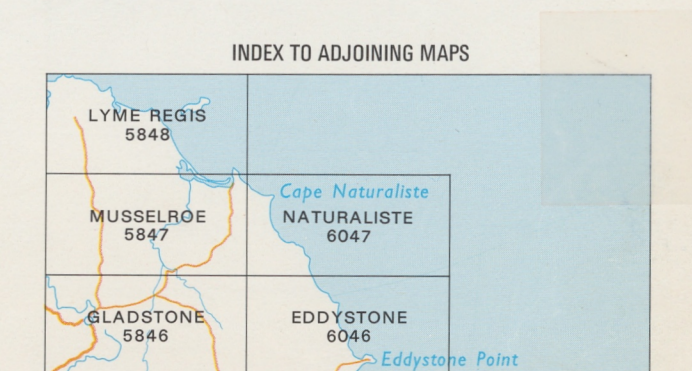 INDEX TO ADJOINING MAPS
LYME REGIS
5848
Cape Naturaliste
MUSSELROE
5847
NATURALISTE
6047
GLADSTONE
5846
EDDYSTONE
6046
Eddystone Point